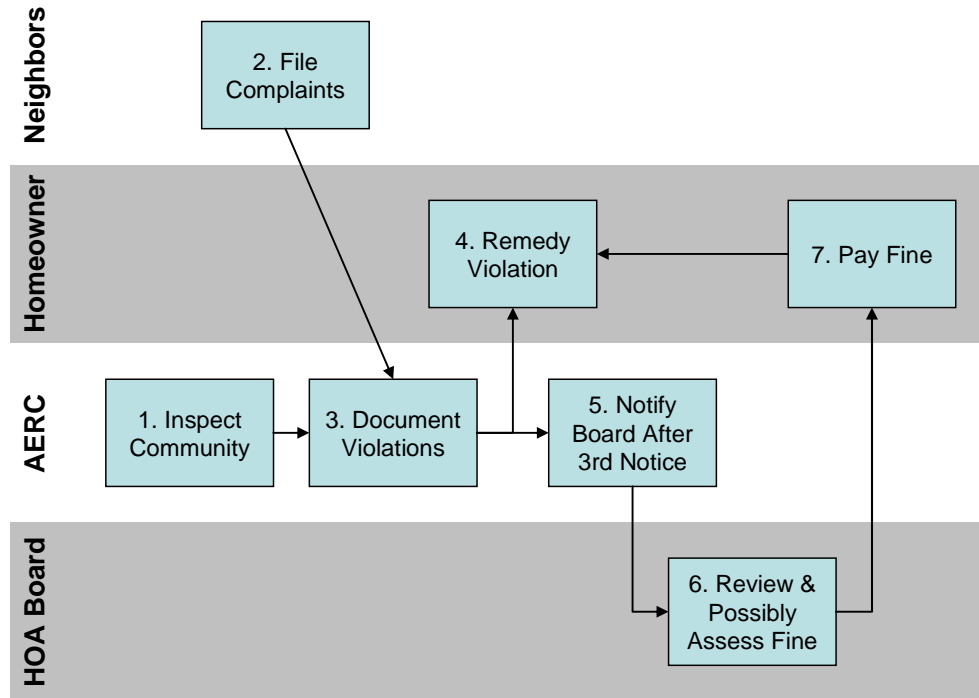 Neighbors
2. File
Complaints
Homeowner
4. Remedy
Violation
7. Pay Fine
AERC
1. Inspect
Community
3. Document
Violations
5. Notify
Board After
3rd Notice
HOA Board
6. Review &
Possibly
Assess Fine